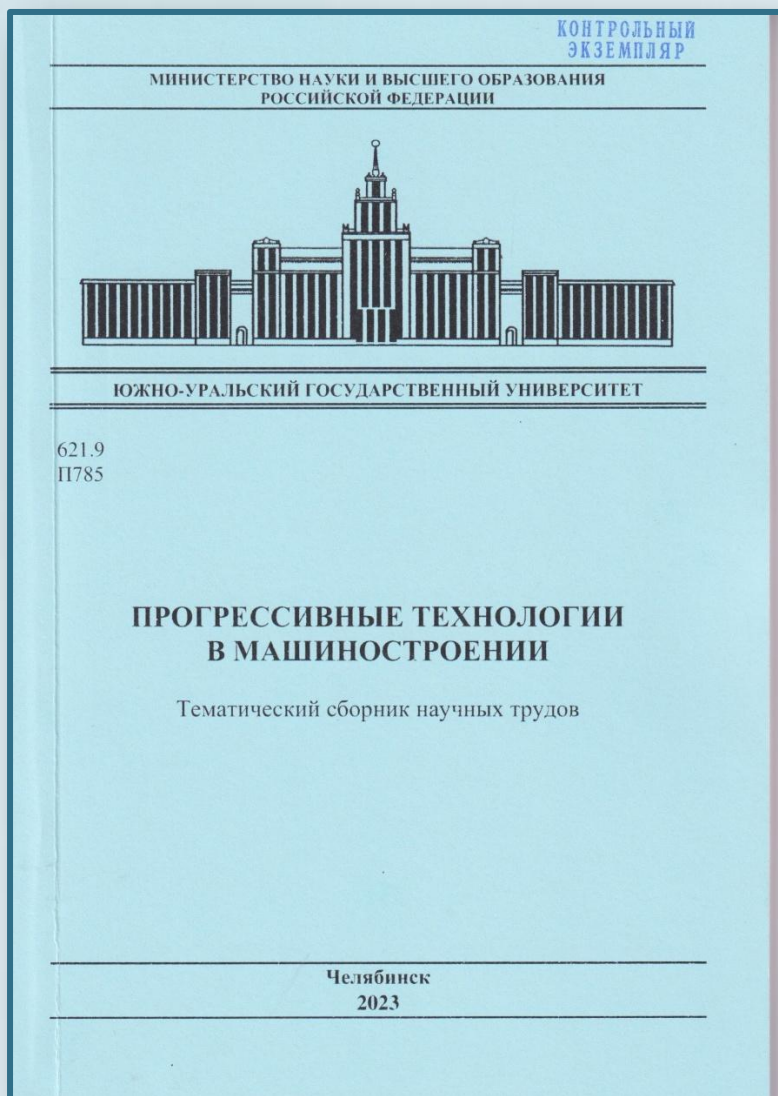 КОНТРОЛЬНЫЙ
ЭКЗЕМПЛЯР
МИНИСТЕРСТВО НАУКИ И ВЫСШЕГО ОБРАЗОВАНИЯ
РОССИЙСКОЙ ФЕДЕРАЦИИ
ЮЖНО-УРАЛЬСКИЙ ГОСУДАРСТВЕННЫЙ УНИВЕРСИТЕТ
621.9
П785
ПРОГРЕССИВНЫЕ ТЕХНОЛОГИИ
В МАШИНОСТРОЕНИИ
Тематический сборник научных трудов
Челябинск
2023